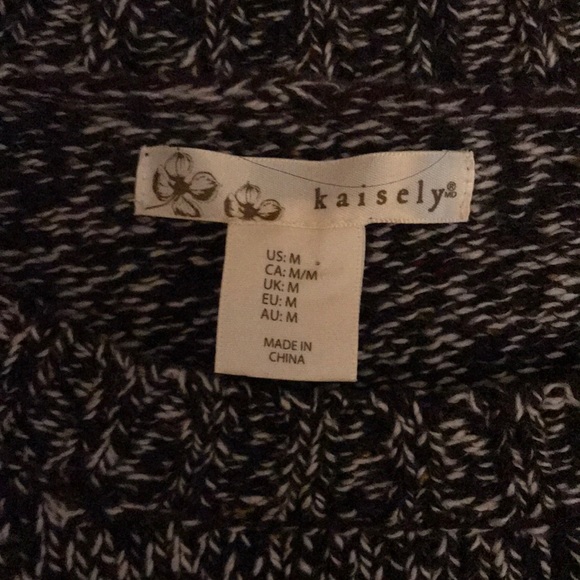 kaisely®
US: M
CA: M/M
UK: M
EU: M
AU: M
MADE IN
CHINA